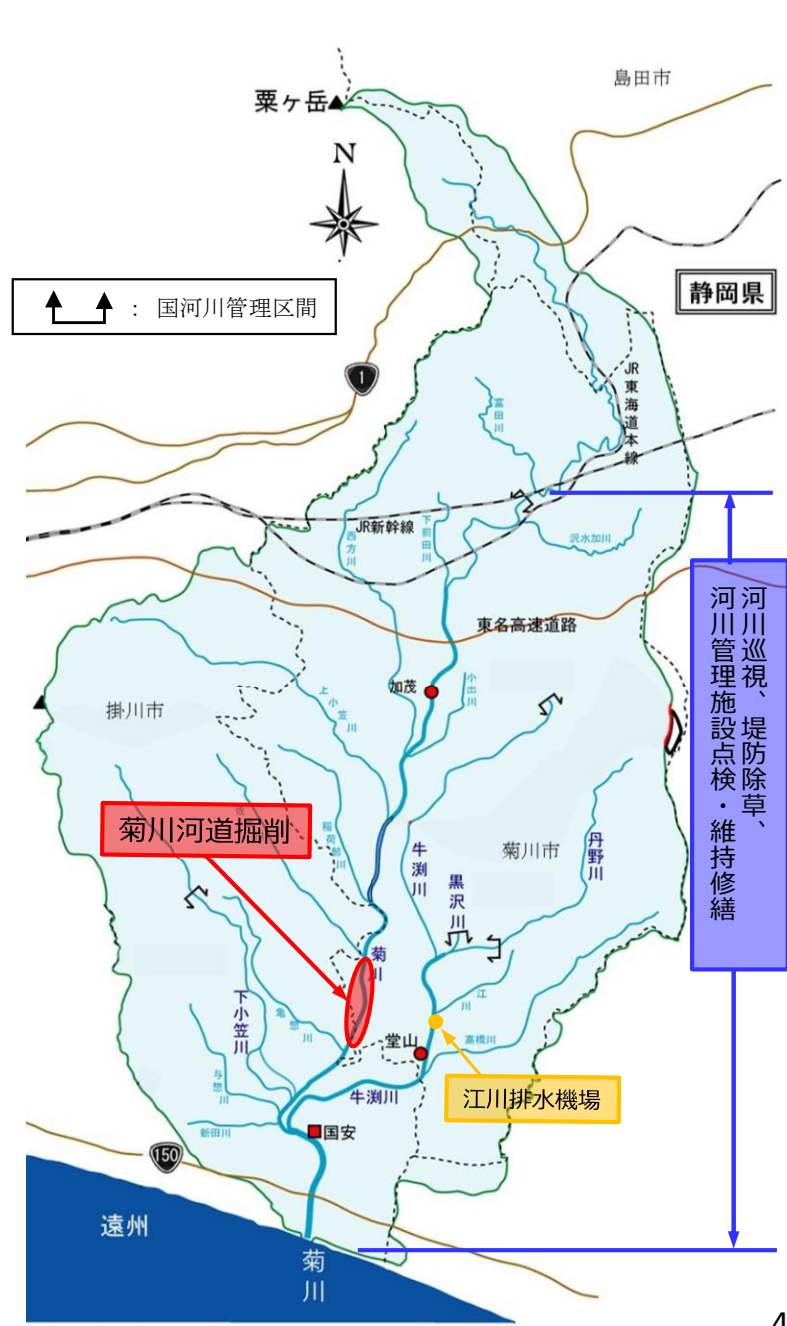 島田市
粟ヶ岳
N
静岡県
： 国河川管理区間
1
JR東海道本線
富田川
JR新幹線
下前田川
西方川
沢水加川
東名高速道路
河川巡視、堤防除草、
河川管理施設点検・維持修繕
加茂
小出川
上小笠川
掛川市
菊川河道掘削
佐
稲荷部川
牛渕川
菊川市
丹野川
黒沢川
菊川
下小笠川
亀惣川
江川
堂山
高橋川
与惣川
牛渕川
江川排水機場
新田川
国安
150
遠州
菊川
4